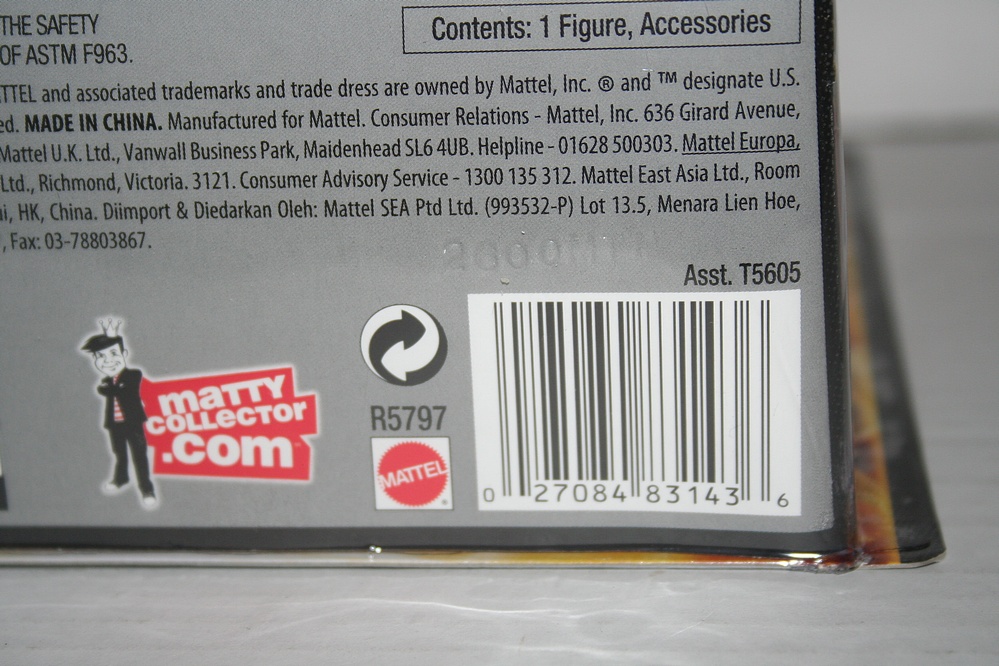 THE SAFETY
OF ASTM F963.
Contents: 1 Figure, Accessories
TTEL and associated trademarks and trade dress are owned by Mattel, Inc. ® and ™ designate U.S.
ed. MADE IN CHINA. Manufactured for Mattel. Consumer Relations - Mattel, Inc. 636 Girard Avenue,
Mattel U.K. Ltd., Vanwall Business Park, Maidenhead SL6 4UB. Helpline - 01628 500303. Mattel Europa,
Ltd., Richmond, Victoria. 3121. Consumer Advisory Service - 1300 135 312. Mattel East Asia Ltd., Room
i, HK, China. Diimport & Diedarkan Oleh: Mattel SEA Ptd Ltd. (993532-P) Lot 13.5, Menara Lien Hoe,
, Fax: 03-78803867.
Asst. T5605
maTTY
COLLECTOR
.com™
R5797
MATTEL®
0 27084 83143 6